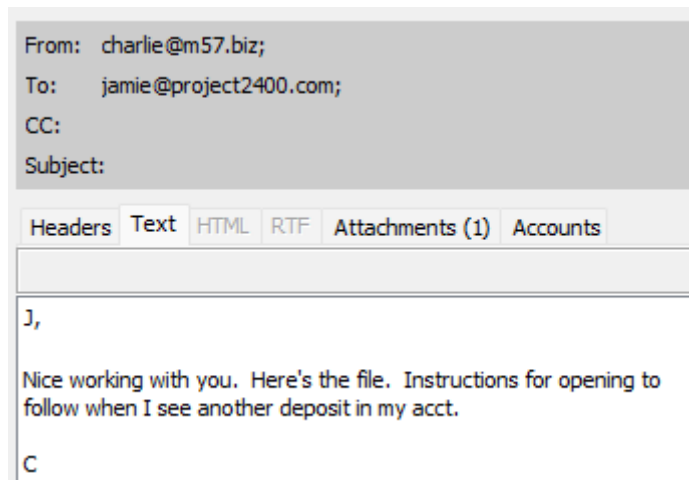 From: charlie@m57.biz;
To: jamie@project2400.com;
CC:
Subject:
Headers Text HTML RTF Attachments (1) Accounts
J,
Nice working with you.  Here's the file.  Instructions for opening to
follow when I see another deposit in my acct.
C